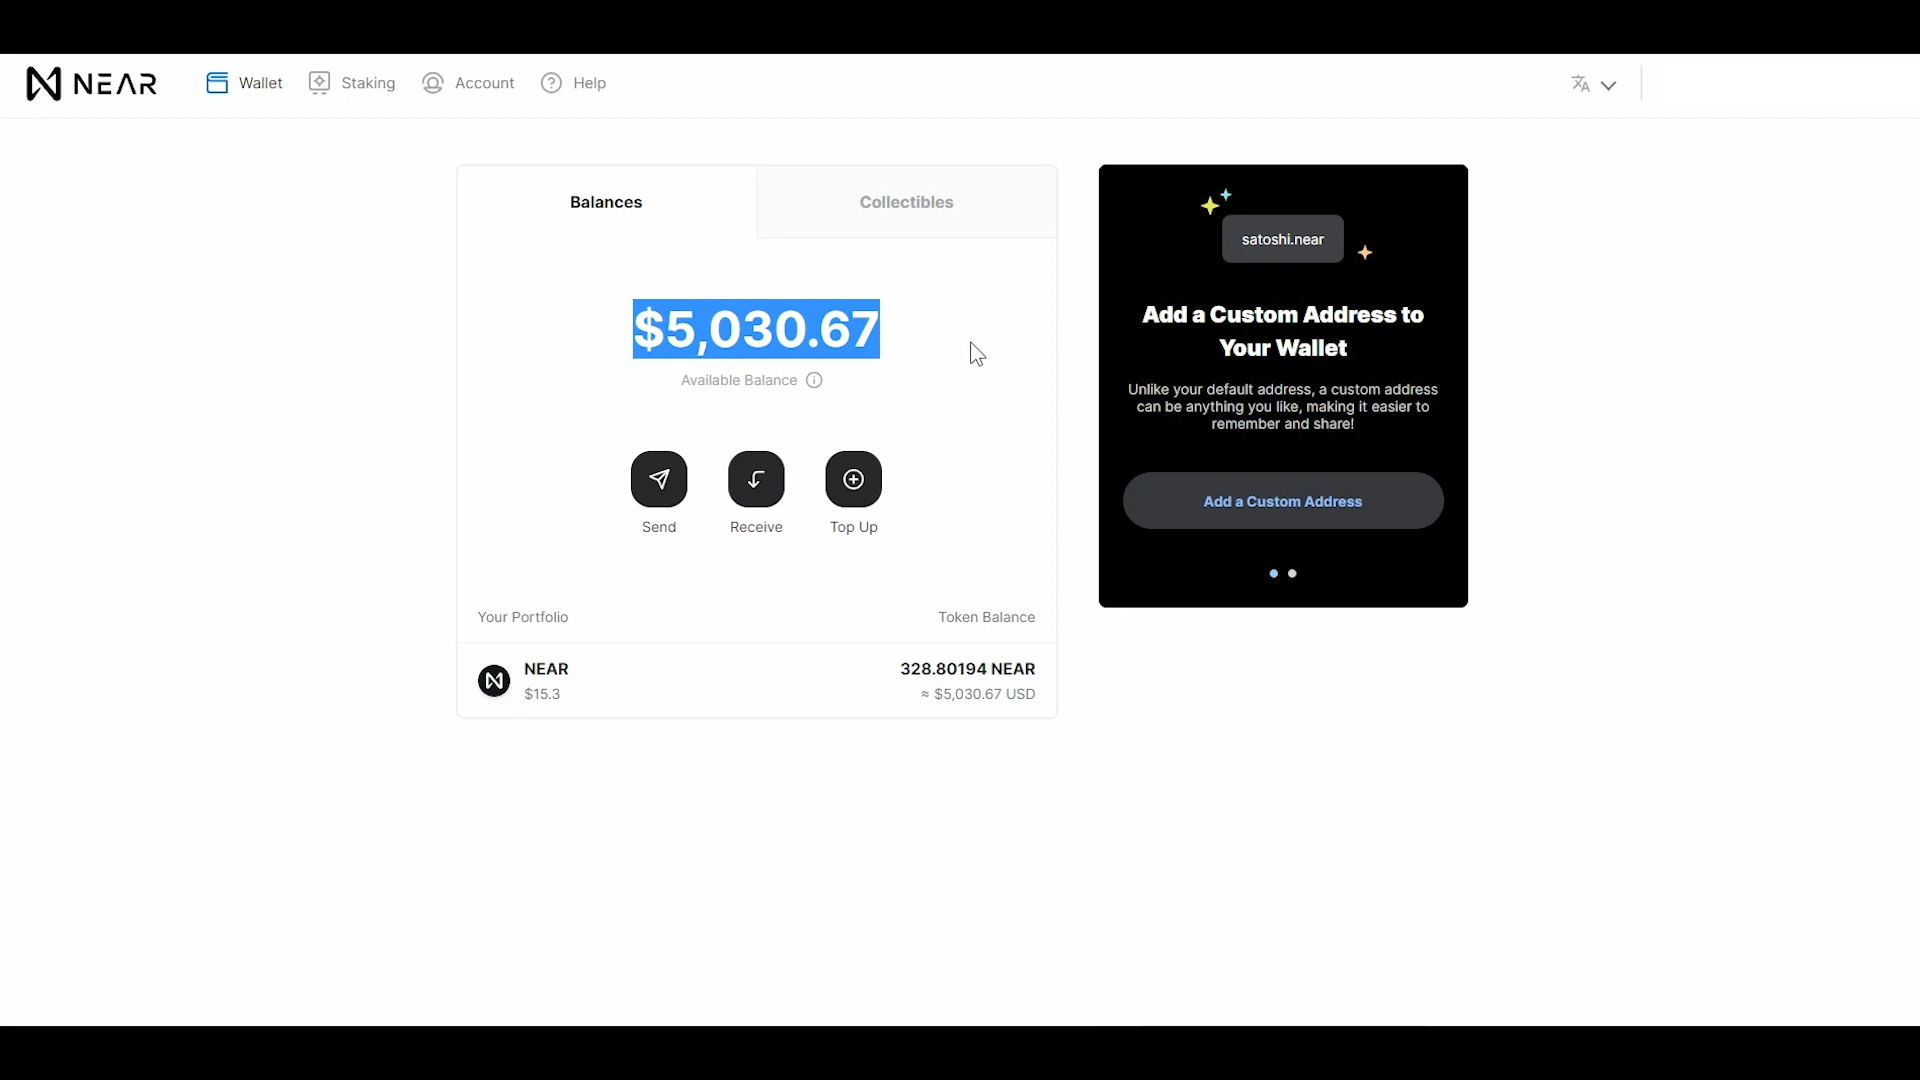 NEAR
Wallet
Staking
Account
Help
Balances
Collectibles
$5,030.67
Available Balance
Send
Receive
Top Up
Your Portfolio
Token Balance
NEAR
328.80194 NEAR
$15.3
≈ $5,030.67 USD
satoshi.near
Add a Custom Address to
Your Wallet
Unlike your default address, a custom address
can be anything you like, making it easier to
remember and share!
Add a Custom Address